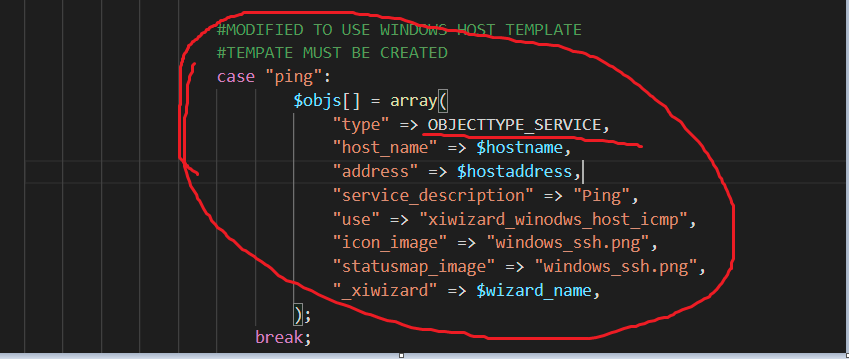 #MODIFIED TO USE WINDOWS HOST TEMPLATE
#TEMPATE MUST BE CREATED
case "ping":
$objs[] = array(
"type" => OBJECTTYPE_SERVICE,
"host_name" => $hostname,
"address" => $hostaddress,
"service_description" => "Ping",
"use" => "xiwizard_winodws_host_icmp",
"icon_image" => "windows_ssh.png",
"statusmap_image" => "windows_ssh.png",
"_xiwizard" => $wizard_name,
);
break;